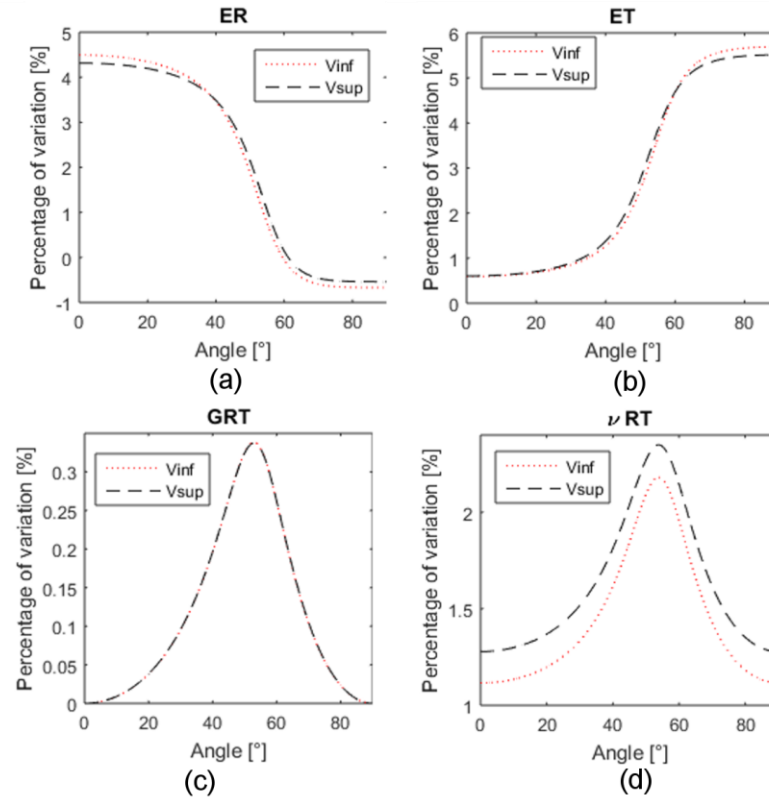 ER
Percentage of variation [%]
5
4
3
2
1
0
-1
Vinf
Vsup
0 20 40 60 80
Angle [°]
(a)
ET
Percentage of variation [%]
6
5
4
3
2
1
0
Vinf
Vsup
0 20 40 60 80
Angle [°]
(b)
GRT
Percentage of variation [%]
0.3
0.25
0.2
0.15
0.1
0.05
0
Vinf
Vsup
0 20 40 60 80
Angle [°]
(c)
ν RT
Percentage of variation [%]
2
1.5
1
Vinf
Vsup
0 20 40 60 80
Angle [°]
(d)